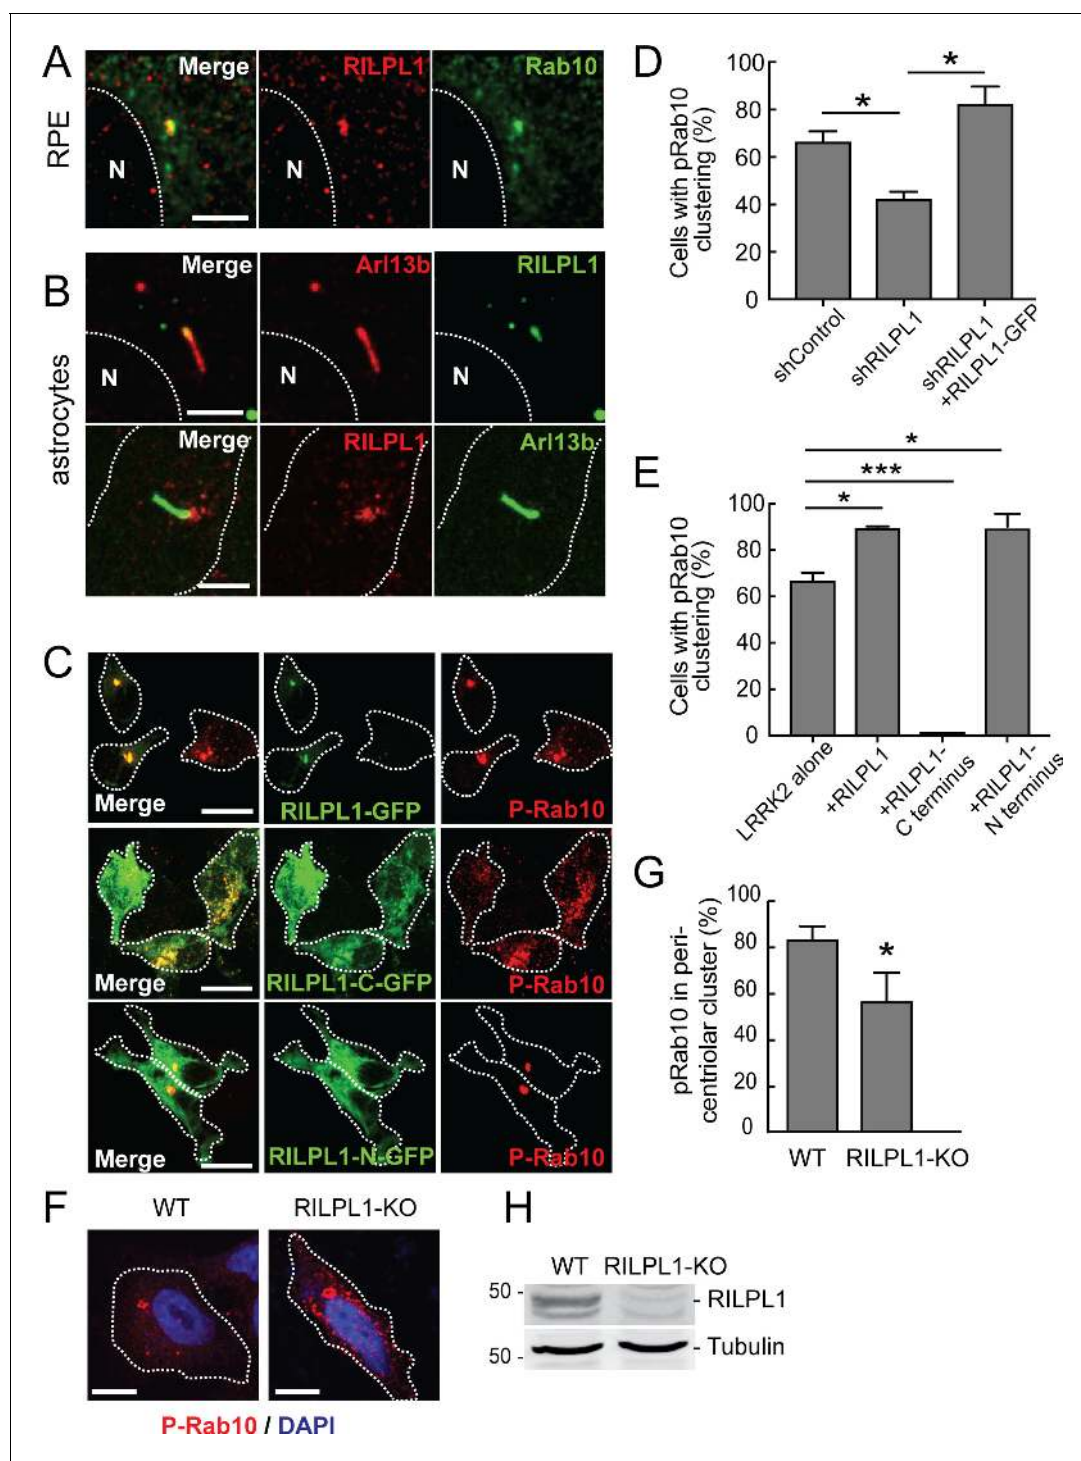 A
RPE
Merge
RILPL1
Rab10
N
N
N
B
astrocytes
Merge
Arl13b
RILPL1
N
N
Merge
RILPL1
Arl13b
C
Merge
RILPL1-GFP
P-Rab10
Merge
RILPL1-C-GFP
P-Rab10
Merge
RILPL1-N-GFP
P-Rab10
D
Cells with pRab10
clustering (%)
100
80
60
40
80
0
*
*
shControl
shRILPL1
shRILPL1
+RILPL1-GFP
E
Cells with pRab10
clustering (%)
100
80
60
40
20
0
*
***
*
LRRK2 alone
+RILPL1
+RILPL1-
C terminus
+RILPL1-
N terminus
F
WT
RILPL1-KO
P-Rab10 / DAPI
G
pRab10 in peri-
centriolar cluster (%)
100
80
60
40
80
0
*
WT
RILPL1-KO
H
WT
RILPL1-KO
50 -
- RILPL1
50 -
- Tubulin